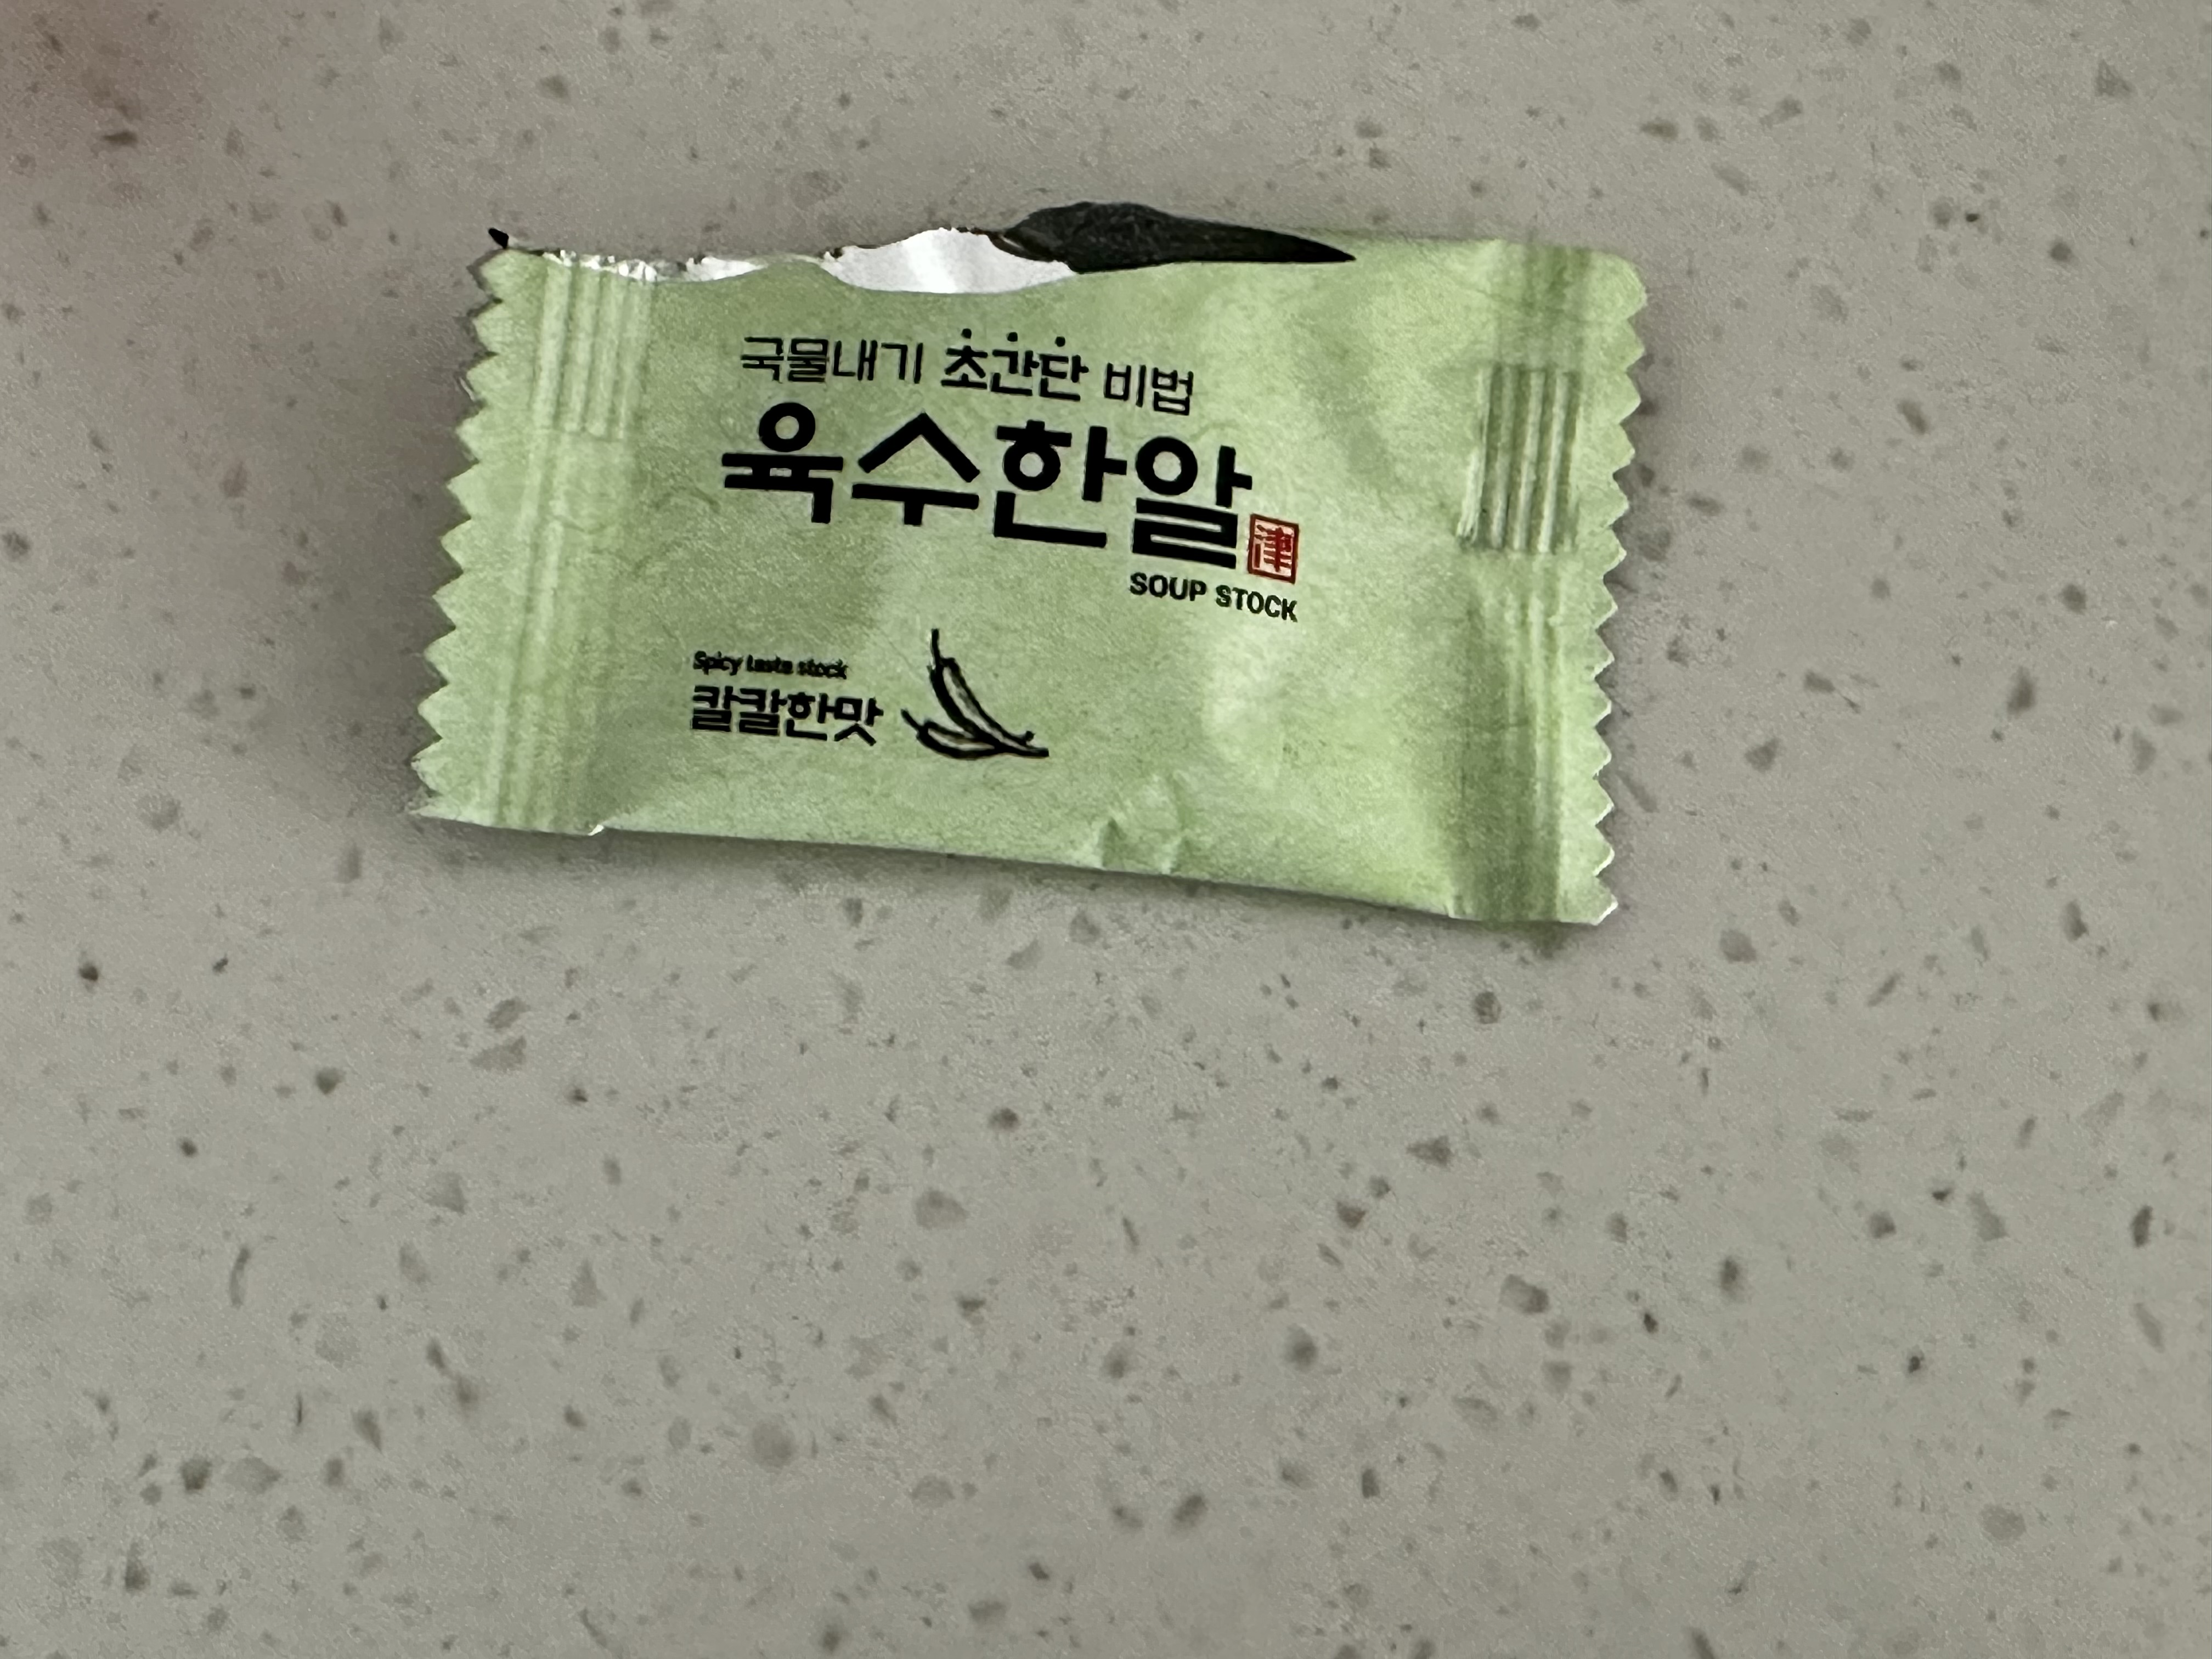 국물내기 초간단 비법
육수한알
津
SOUP STOCK
Spicy taste stock
칼칼한맛